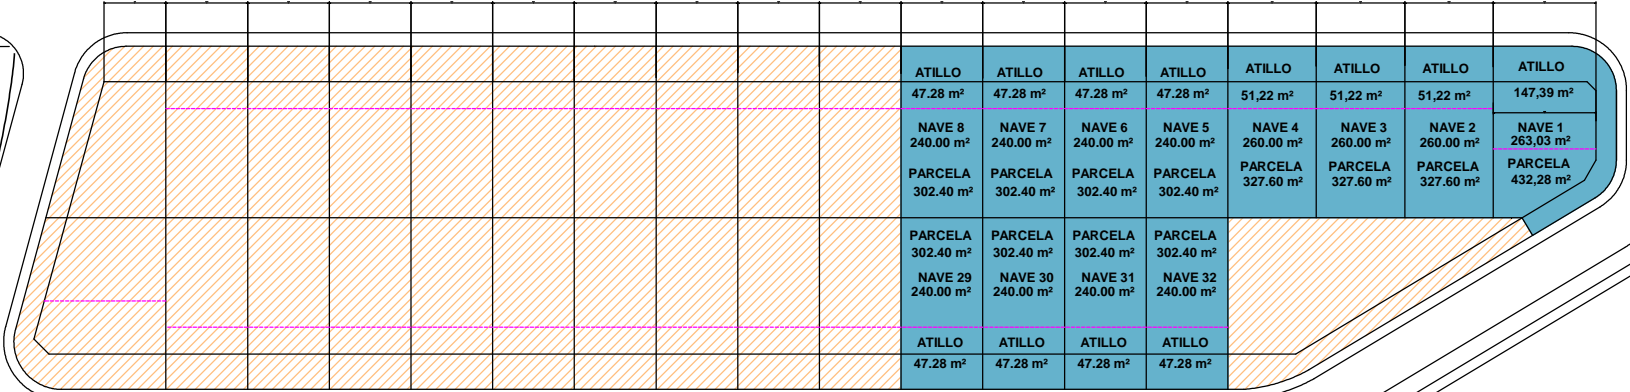 ATILLO ATILLO ATILLO ATILLO ATILLO ATILLO ATILLO ATILLO
47.28 m² 47.28 m² 47.28 m² 47.28 m² 51,22 m² 51,22 m² 51,22 m² 147,39 m²
NAVE 8 NAVE 7 NAVE 6 NAVE 5 NAVE 4 NAVE 3 NAVE 2 NAVE 1
240.00 m² 240.00 m² 240.00 m² 240.00 m² 260.00 m² 260.00 m² 260.00 m² 263,03 m²
PARCELA PARCELA PARCELA PARCELA PARCELA PARCELA PARCELA PARCELA
302.40 m² 302.40 m² 302.40 m² 302.40 m² 327.60 m² 327.60 m² 327.60 m² 432,28 m²
PARCELA PARCELA PARCELA PARCELA
302.40 m² 302.40 m² 302.40 m² 302.40 m²
NAVE 29 NAVE 30 NAVE 31 NAVE 32
240.00 m² 240.00 m² 240.00 m² 240.00 m²
ATILLO ATILLO ATILLO ATILLO
47.28 m² 47.28 m² 47.28 m² 47.28 m²